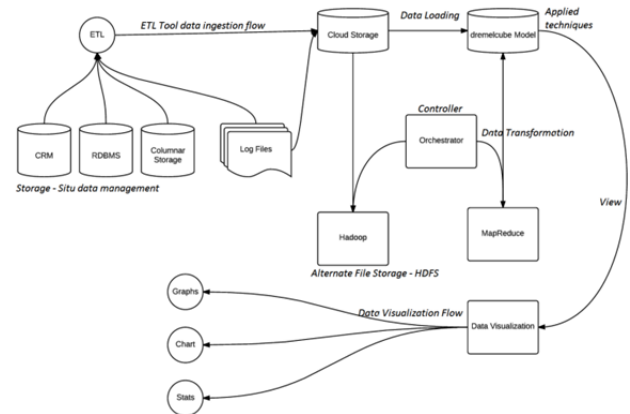 ETL
ETL Tool data ingestion flow
Cloud Storage
Data Loading
dremelcube Model
Applied
techniques
CRM
RDBMS
Columnar
Storage
Log Files
Storage - Situ data management
Controller
Orchestrator
Data Transformation
Hadoop
MapReduce
View
Alternate File Storage - HDFS
Graphs
Data Visualization Flow
Chart
Data Visualization
Stats